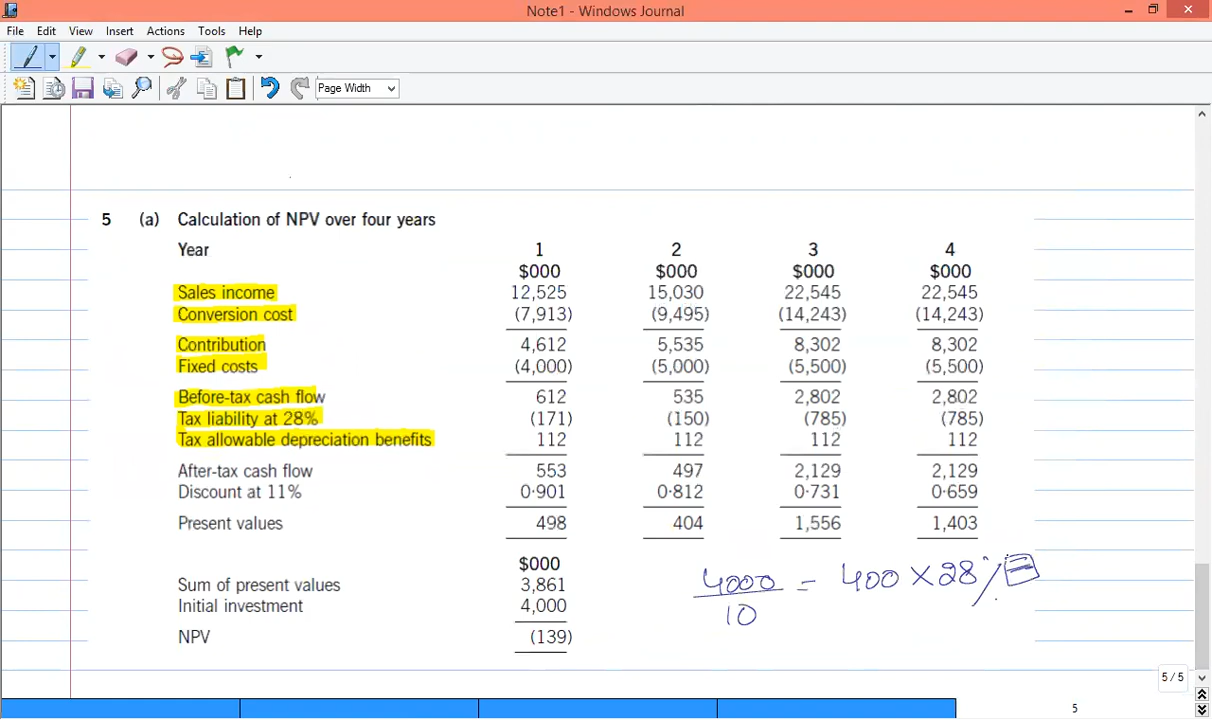 Note1 - Windows Journal
File Edit View Insert Actions Tools Help
Page Width
5 (a) Calculation of NPV over four years
Year 1 2 3 4
$000 $000 $000 $000
Sales income 12,525 15,030 22,545 22,545
Conversion cost (7,913) (9,495) (14,243) (14,243)
Contribution 4,612 5,535 8,302 8,302
Fixed costs (4,000) (5,000) (5,500) (5,500)
Before-tax cash flow 612 535 2,802 2,802
Tax liability at 28% (171) (150) (785) (785)
Tax allowable depreciation benefits 112 112 112 112
After-tax cash flow 553 497 2,129 2,129
Discount at 11% 0·901 0·812 0·731 0·659
Present values 498 404 1,556 1,403
$000
Sum of present values 3,861
Initial investment 4,000
NPV (139)
4000 = 400 × 28%
10
5 / 5
5